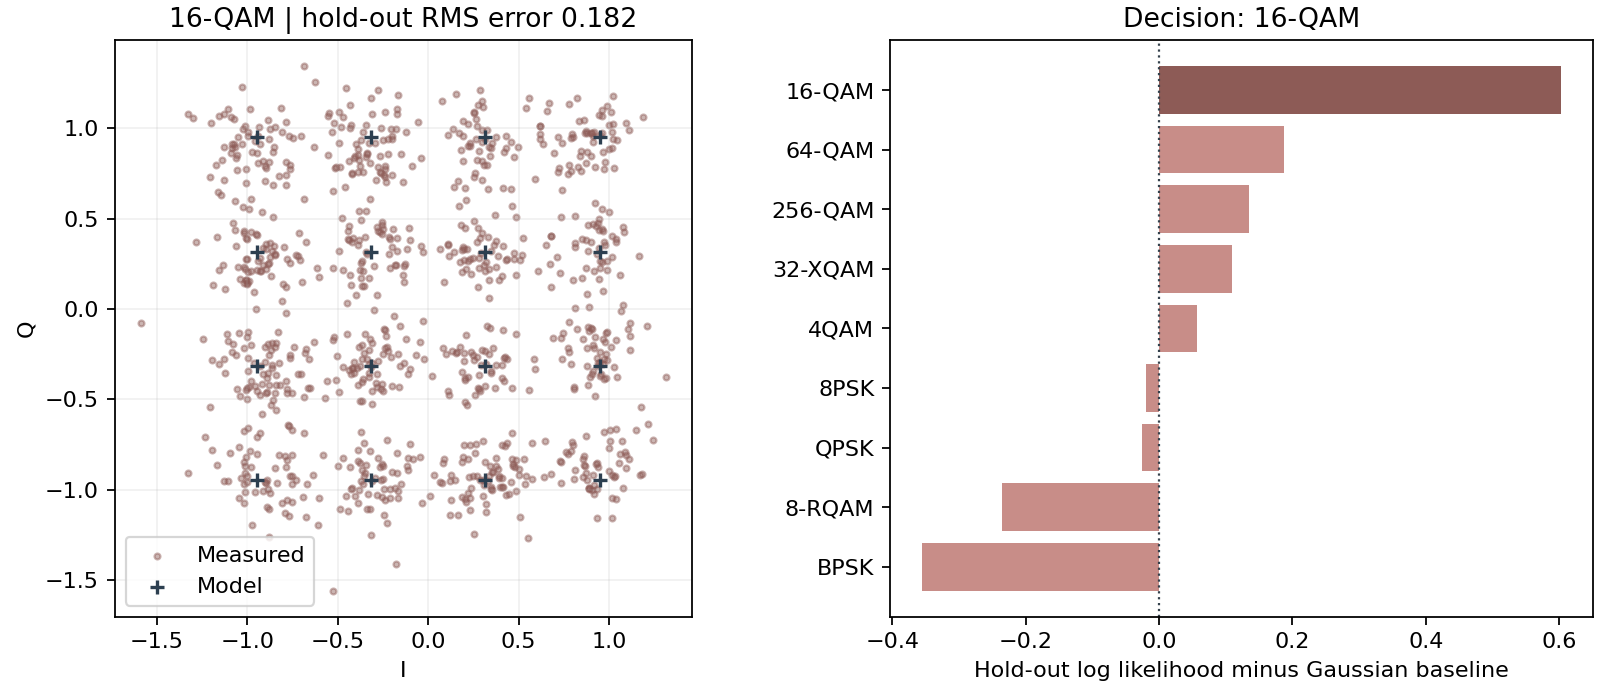 16-QAM | hold-out RMS error 0.182
1.0
0.5
0.0
−0.5
−1.0
−1.5
Q
−1.5
−1.0
−0.5
0.0
0.5
1.0
I
Measured
Model
Decision: 16-QAM
16-QAM
64-QAM
256-QAM
32-XQAM
4QAM
8PSK
QPSK
8-RQAM
BPSK
−0.4
−0.2
0.0
0.2
0.4
0.6
Hold-out log likelihood minus Gaussian baseline